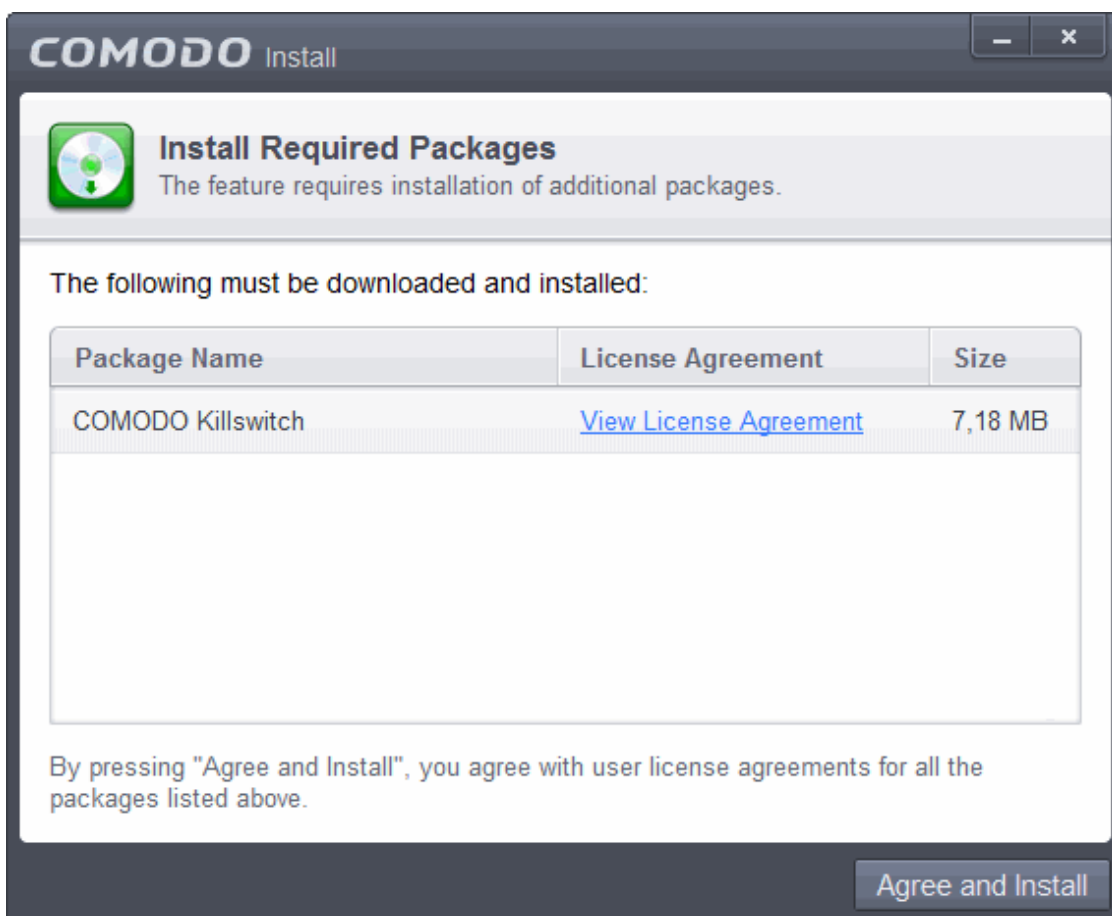 COMODO Install
Install Required Packages
The feature requires installation of additional packages.
The following must be downloaded and installed:
Package Name License Agreement Size
COMODO Killswitch View License Agreement 7,18 MB
By pressing "Agree and Install", you agree with user license agreements for all the
packages listed above.
Agree and Install